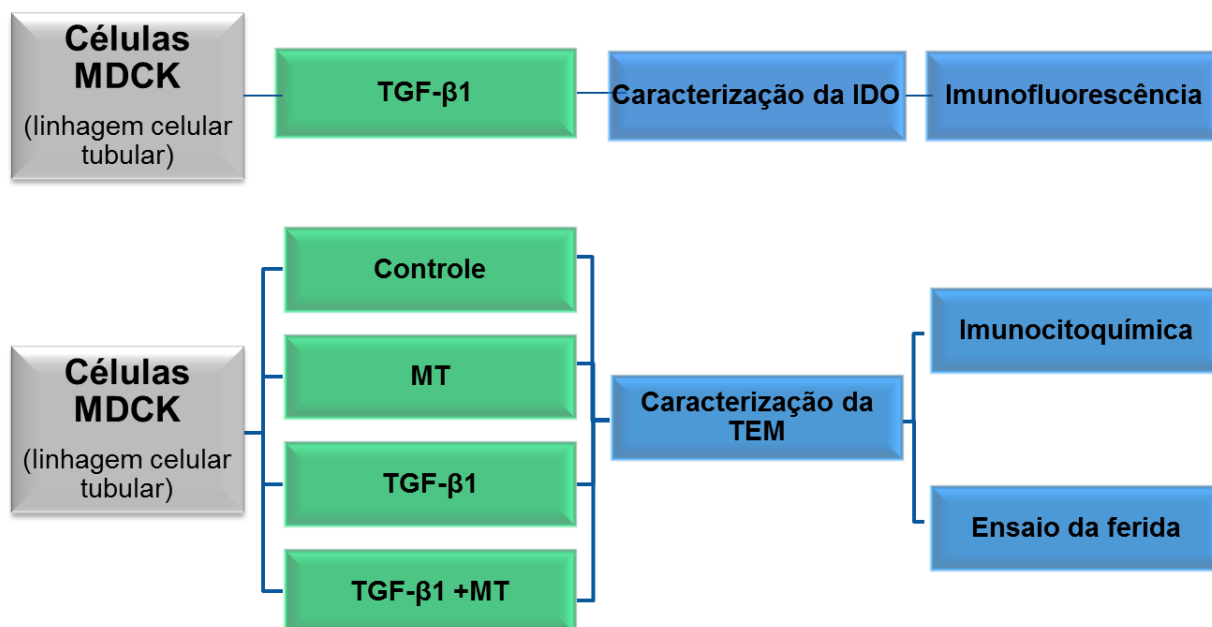 Células
MDCK
(linhagem celular
tubular)
TGF-β1
Caracterização da IDO
Imunofluorescência
Células
MDCK
(linhagem celular
tubular)
Controle
MT
TGF-β1
TGF-β1 +MT
Caracterização da
TEM
Imunocitoquímica
Ensaio da ferida